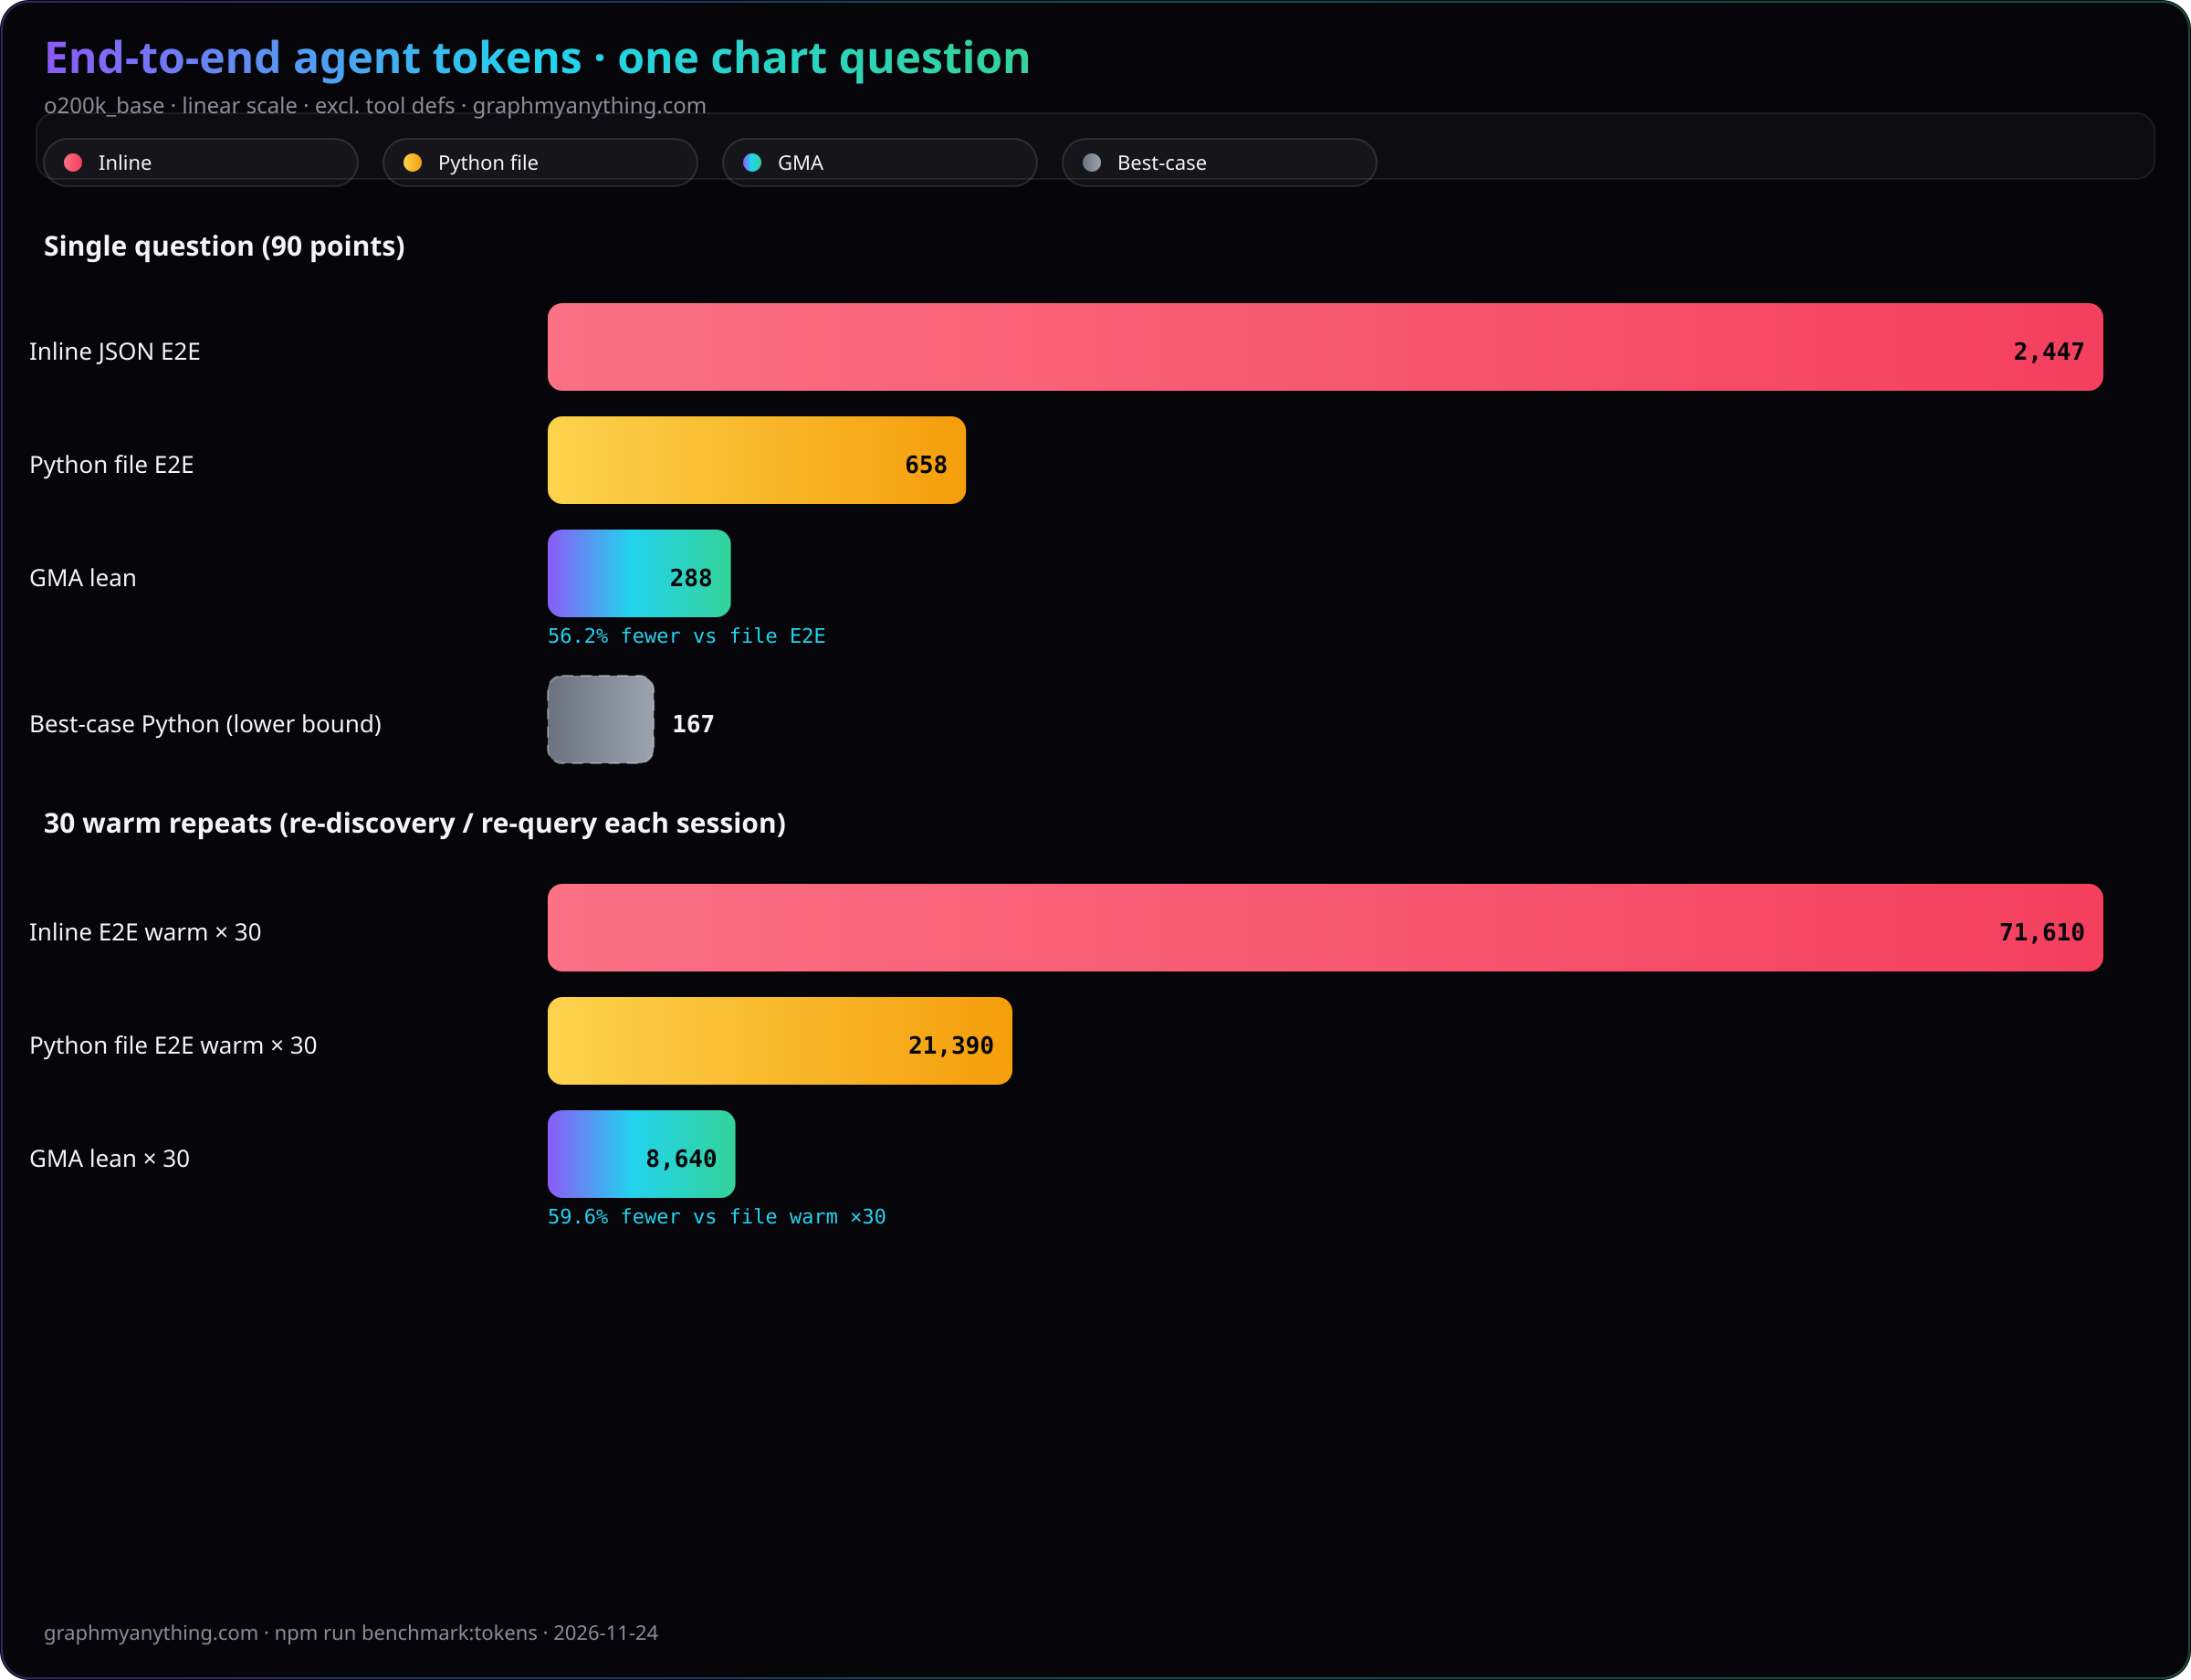 End-to-end agent tokens · one chart question
o200k_base · linear scale · excl. tool defs · graphmyanything.com
Inline Python file GMA Best-case
Single question (90 points)
Inline JSON E2E 2,447
Python file E2E 658
GMA lean 288
56.2% fewer vs file E2E
Best-case Python (lower bound) 167
30 warm repeats (re-discovery / re-query each session)
Inline E2E warm × 30 71,610
Python file E2E warm × 30 21,390
GMA lean × 30 8,640
59.6% fewer vs file warm ×30
graphmyanything.com · npm run benchmark:tokens · 2026-11-24